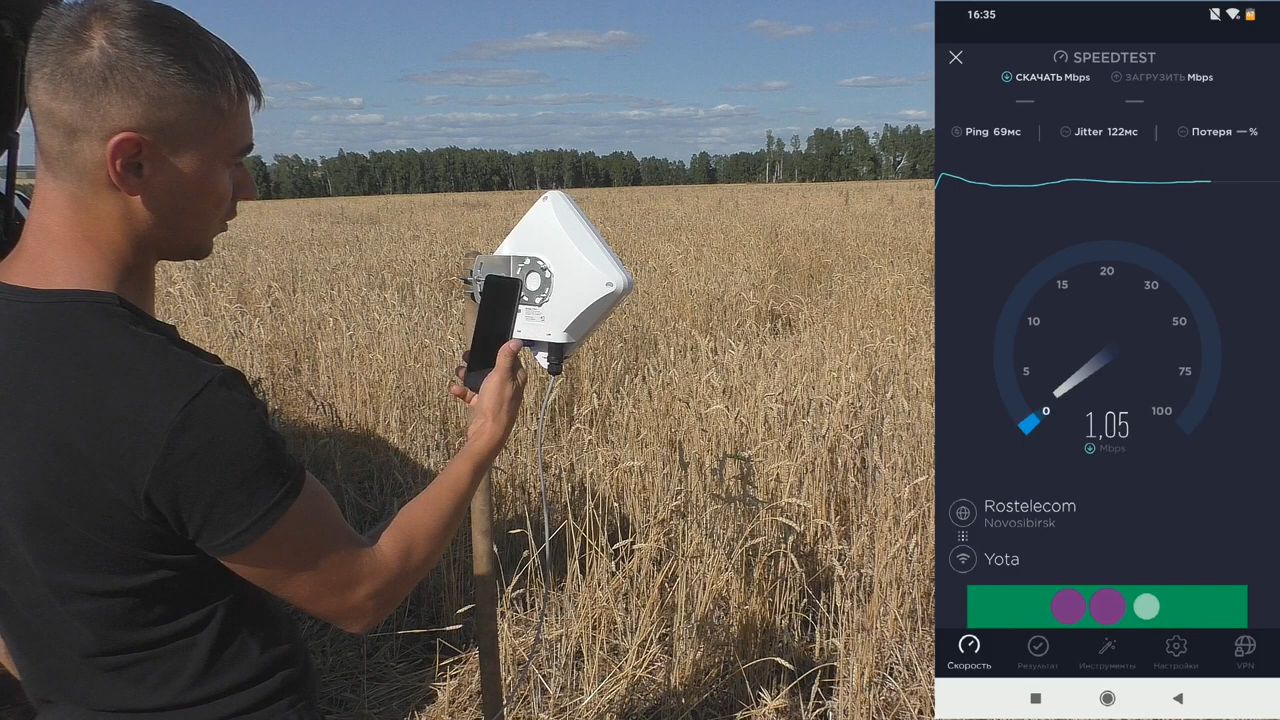 16:35
SPEEDTEST
СКАЧАТЬ Mbps ЗАГРУЗИТЬ Mbps
— —
Ping 69мс Jitter 122мс Потеря — %
0
5
10
15
20
30
50
75
100
1,05
Mbps
Rostelecom
Novosibirsk
Yota
Скорость Результат Инструменты Настройки VPN